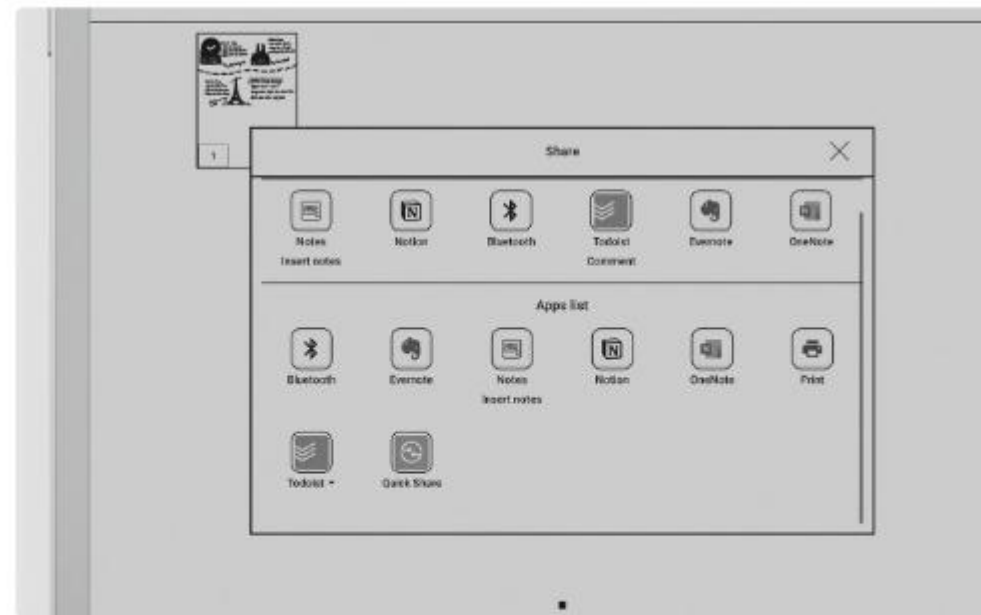 1
Share
Notes
Insert notes
Notion
Bluetooth
Todoist
Comment
Evernote
OneNote
Apps list
Bluetooth
Evernote
Notes
Insert notes
Notion
OneNote
Print
Todoist
Quick Share